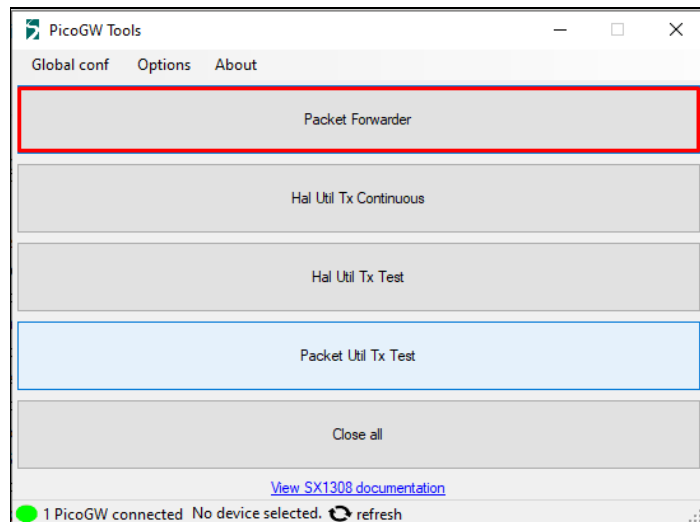 PicoGW Tools
Global conf Options About
Packet Forwarder
Hal Util Tx Continuous
Hal Util Tx Test
Packet Util Tx Test
Close all
View SX1308 documentation
1 PicoGW connected No device selected. refresh